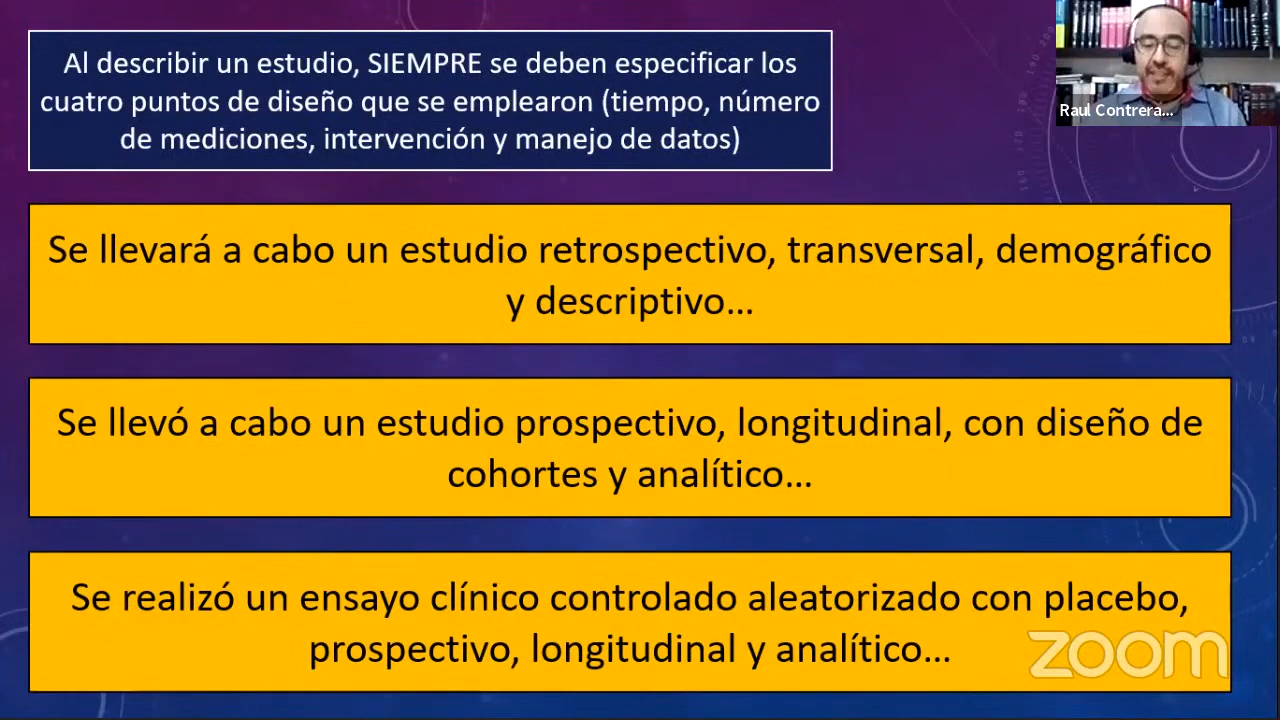 Al describir un estudio, SIEMPRE se deben especificar los
cuatro puntos de diseño que se emplearon (tiempo, número
de mediciones, intervención y manejo de datos)
Raul Contrera...
Se llevará a cabo un estudio retrospectivo, transversal, demográfico
y descriptivo...
Se llevó a cabo un estudio prospectivo, longitudinal, con diseño de
cohortes y analítico...
Se realizó un ensayo clínico controlado aleatorizado con placebo,
prospectivo, longitudinal y analítico...
zoom